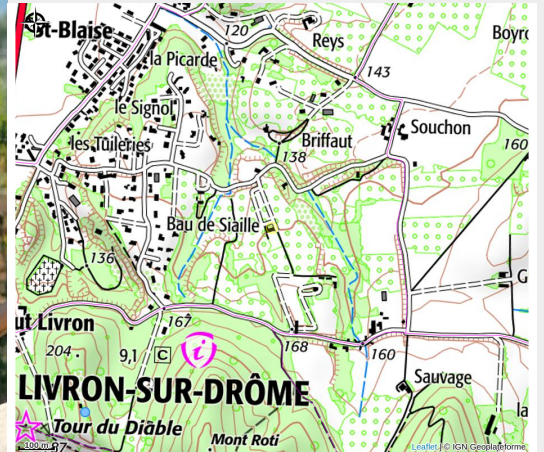 St-Blaise
120
Reys
Boyro
la Picarde
143
le Signol
Souchon
les Tuileries
Briffaut
138
160
Bau de Siaille
136
G
167
ut Livron
204
9,1
C
i
168
160
LIVRON-SUR-DRÔME
Sauvage
la
Tour du Diable
Mont Roti
100 m
Leaflet | © IGN Geoplateforme